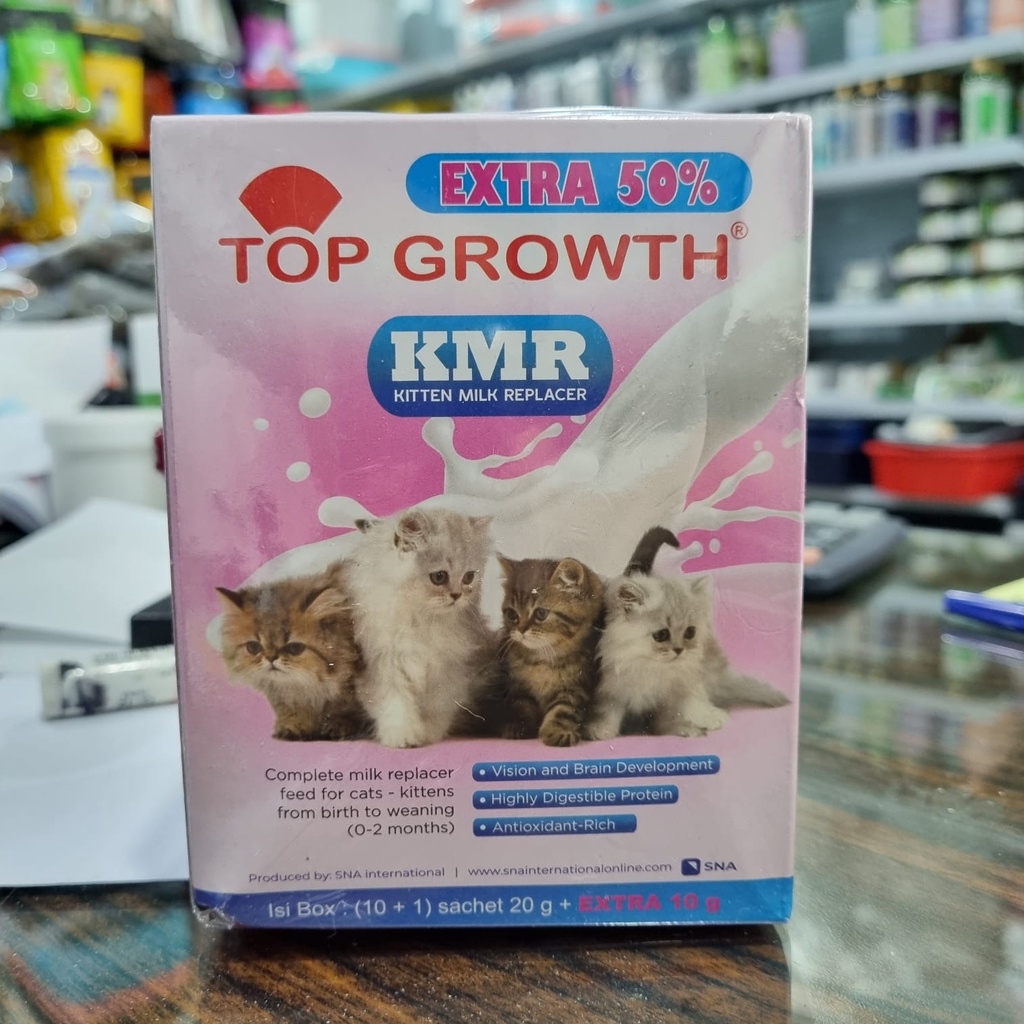 EXTRA 50%
TOP GROWTH®
KMR
KITTEN MILK REPLACER
Complete milk replacer
feed for cats - kittens
from birth to weaning
(0-2 months)
• Vision and Brain Development
• Highly Digestible Protein
• Antioxidant-Rich
Produced by: SNA international | www.snainternationalonline.com SNA
Isi Box : (10 + 1) sachet 20 g + EXTRA 10 g